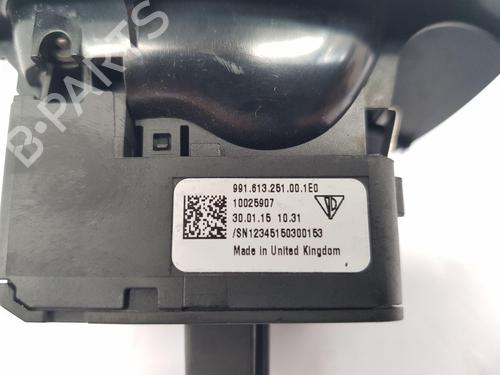 B-PARTS
991.613.251.00.1E0
10025907
30.01.15 10.31
/SN12345150300153
Made in United Kingdom